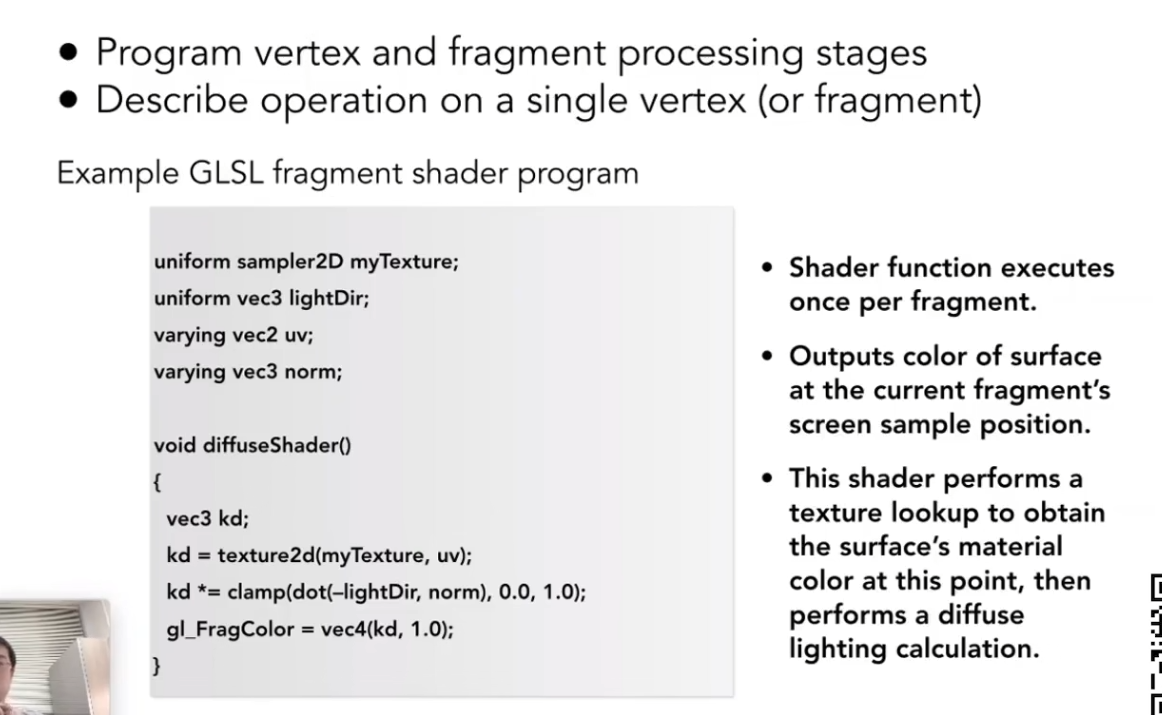 ● Program vertex and fragment processing stages
● Describe operation on a single vertex (or fragment)
Example GLSL fragment shader program
uniform sampler2D myTexture;
uniform vec3 lightDir;
varying vec2 uv;
varying vec3 norm;
void diffuseShader()
{
vec3 kd;
kd = texture2d(myTexture, uv);
kd *= clamp(dot(–lightDir, norm), 0.0, 1.0);
gl_FragColor = vec4(kd, 1.0);
}
• Shader function executes
once per fragment.
• Outputs color of surface
at the current fragment’s
screen sample position.
• This shader performs a
texture lookup to obtain
the surface’s material
color at this point, then
performs a diffuse
lighting calculation.